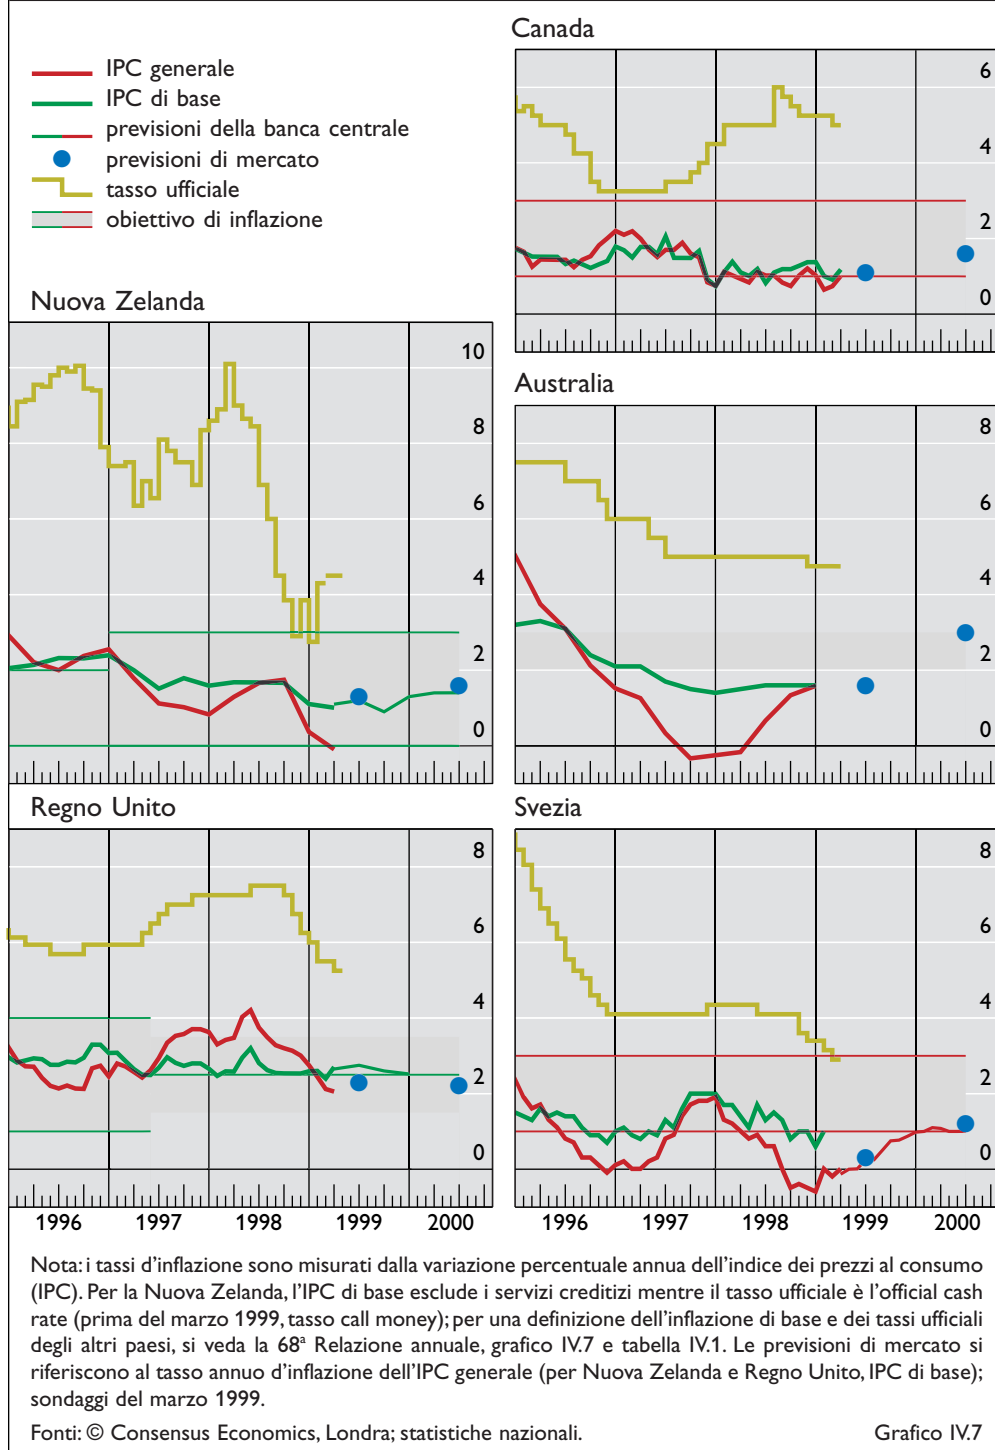 IPC generale
IPC di base
previsioni della banca centrale
previsioni di mercato
tasso ufficiale
obiettivo di inflazione
Canada
6
4
2
0
Nuova Zelanda
10
8
6
4
2
0
Australia
8
6
4
2
0
Regno Unito
8
6
4
2
0
1996 1997 1998 1999 2000
Svezia
8
6
4
2
0
1996 1997 1998 1999 2000
Nota: i tassi d'inflazione sono misurati dalla variazione percentuale annua dell'indice dei prezzi al consumo
(IPC). Per la Nuova Zelanda, l'IPC di base esclude i servizi creditizi mentre il tasso ufficiale è l'official cash
rate (prima del marzo 1999, tasso call money); per una definizione dell'inflazione di base e dei tassi ufficiali
degli altri paesi, si veda la 68ª Relazione annuale, grafico IV.7 e tabella IV.1. Le previsioni di mercato si
riferiscono al tasso annuo d'inflazione dell'IPC generale (per Nuova Zelanda e Regno Unito, IPC di base);
sondaggi del marzo 1999.
Fonti: © Consensus Economics, Londra; statistiche nazionali. Grafico IV.7